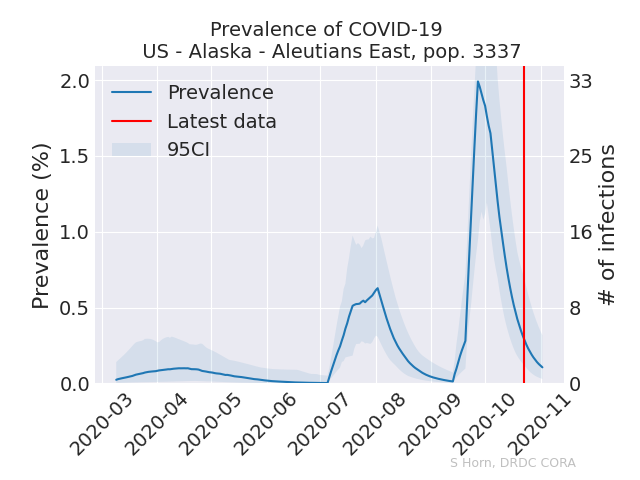 Prevalence of COVID-19
US - Alaska - Aleutians East, pop. 3337
Prevalence
Latest data
95CI
Prevalence (%)
2.0
1.5
1.0
0.5
0.0
33
25
16
8
0
# of infections
2020-03
2020-04
2020-05
2020-06
2020-07
2020-08
2020-09
2020-10
2020-11
S Horn, DRDC CORA